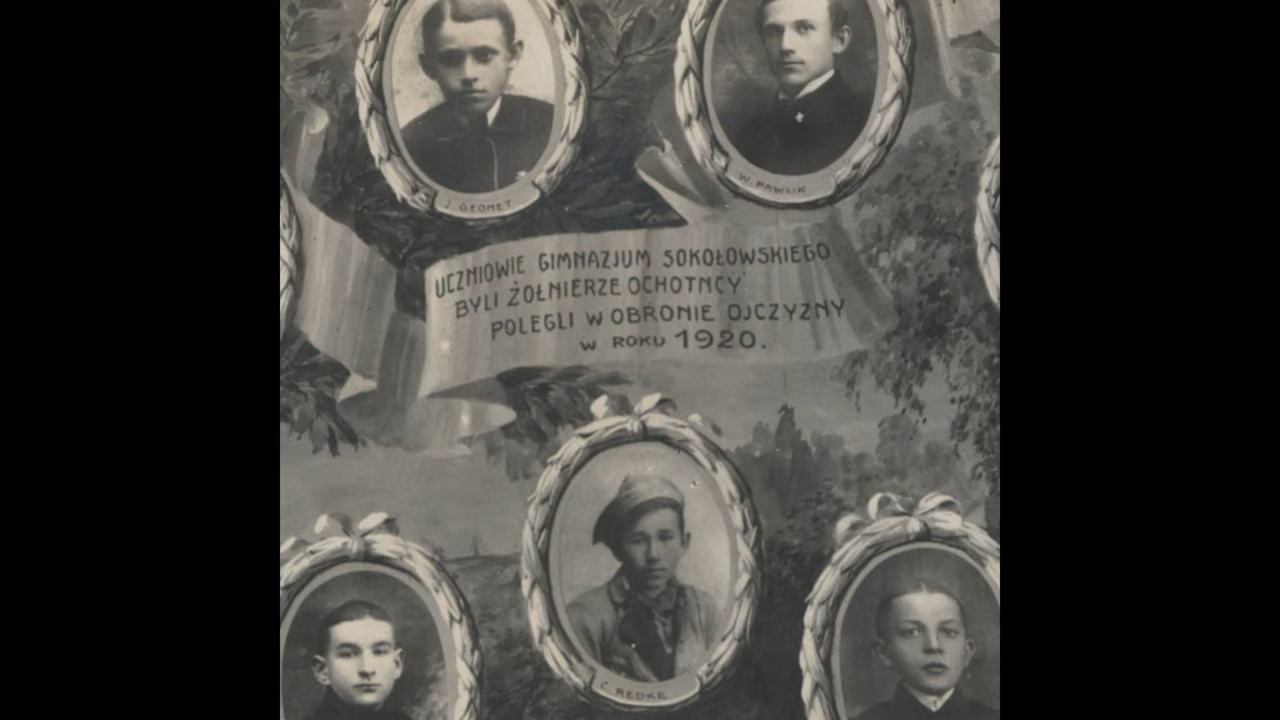 J. GEOMET
W. PAWLIK
UCZNIOWIE GIMNAZJUM SOKOŁOWSKIEGO
BYLI ŻOŁNIERZE OCHOTNCY
POLEGLI W OBRONIE OJCZYZNY
W ROKU 1920.
C. REDKE